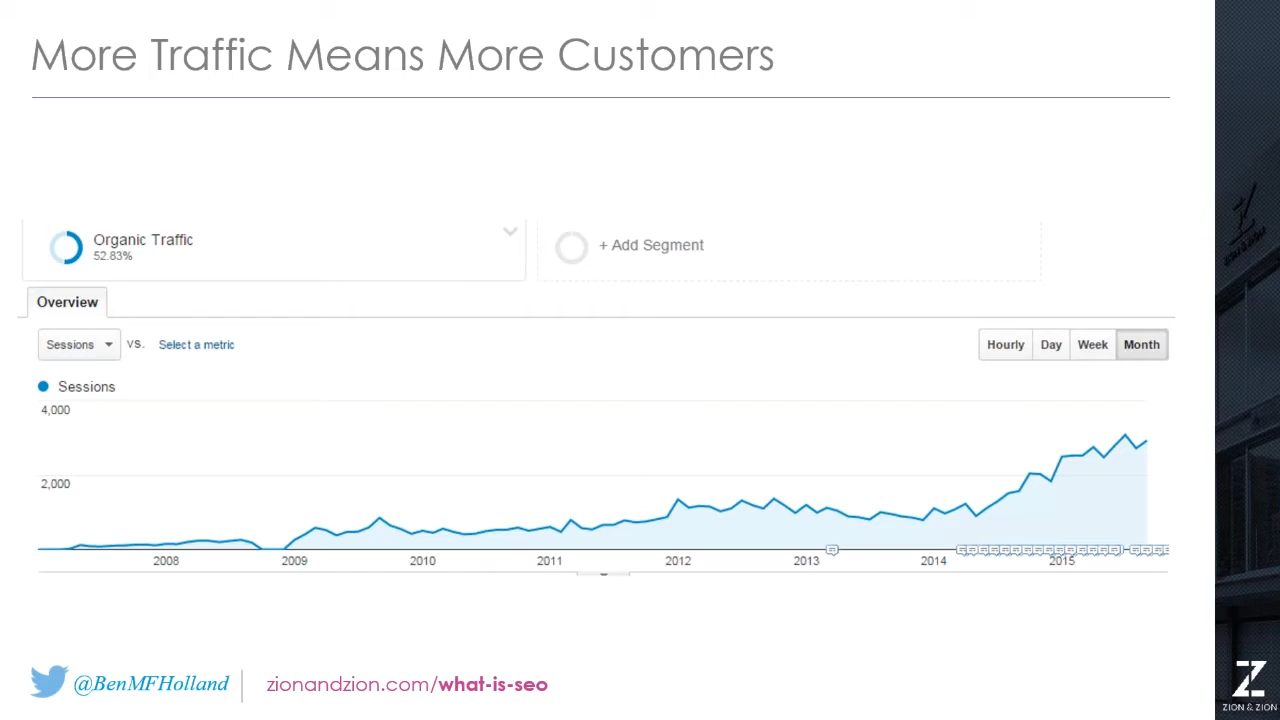 More Traffic Means More Customers
Organic Traffic
52.83%
+ Add Segment
Overview
Sessions
VS.
Select a metric
Hourly Day Week Month
Sessions
4,000
2,000
2008 2009 2010 2011 2012 2013 2014 2015
@BenMFHolland
zionandzion.com/what-is-seo
ZION & ZION